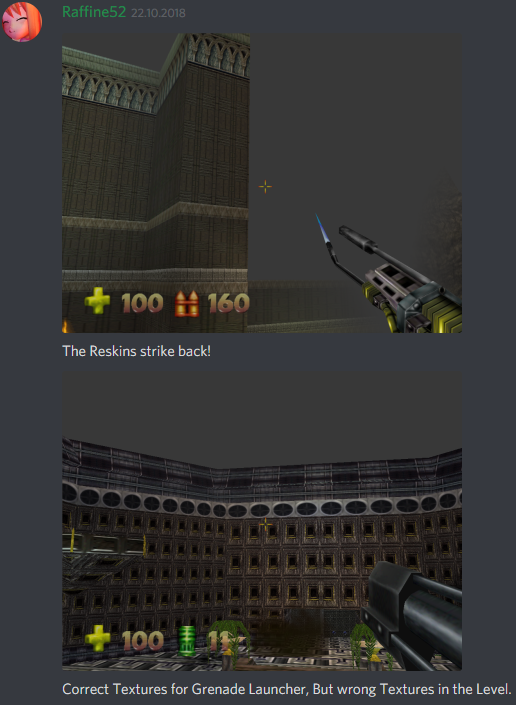 Raffine52 22.10.2018
100 160
The Reskins strike back!
100
Correct Textures for Grenade Launcher, But wrong Textures in the Level.